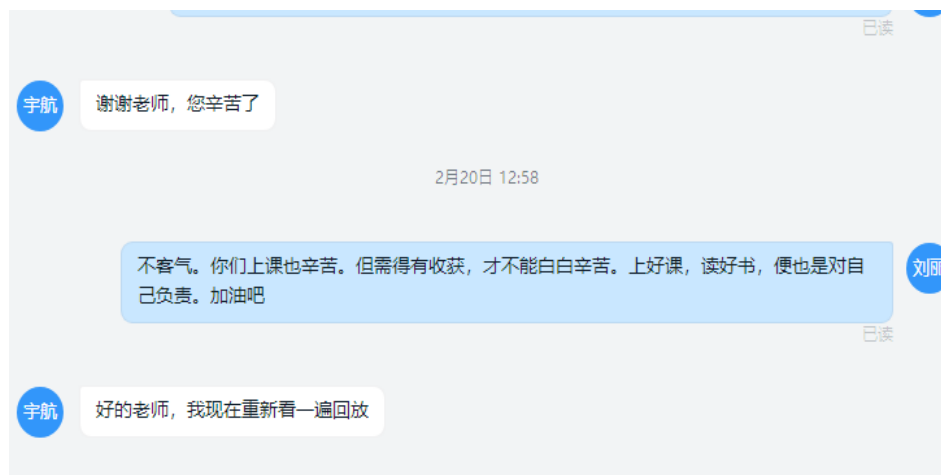 已读
宇航
谢谢老师，您辛苦了
2月20日 12:58
不客气。你们上课也辛苦。但需得有收获，才不能白白辛苦。上好课，读好书，便也是对自
己负责。加油吧
刘丽
已读
宇航
好的老师，我现在重新看一遍回放